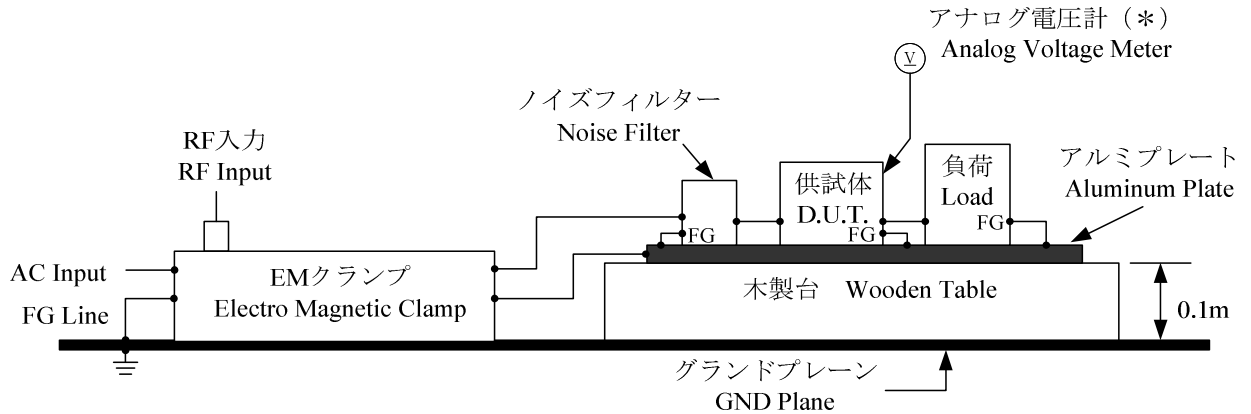 アナログ電圧計（＊）
Analog Voltage Meter
V
ノイズフィルター
Noise Filter
RF入力
RF Input
供試体
D.U.T.
負荷
Load
アルミプレート
Aluminum Plate
FG
FG
FG
AC Input
FG Line
EMクランプ
Electro Magnetic Clamp
木製台 Wooden Table
0.1m
グランドプレーン
GND Plane